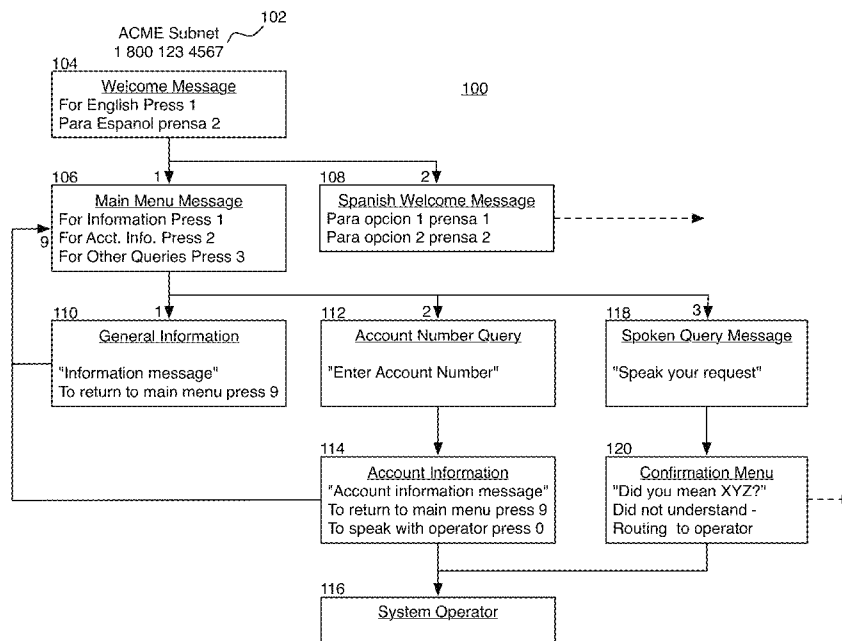 ACME Subnet
1 800 123 4567
102
104
Welcome Message
For English Press 1
Para Espanol prensa 2
100
1
2
106
Main Menu Message
For Information Press 1
For Acct. Info. Press 2
For Other Queries Press 3
9
108
Spanish Welcome Message
Para opcion 1 prensa 1
Para opcion 2 prensa 2
1
2
3
110
General Information
"Information message"
To return to main menu press 9
112
Account Number Query
"Enter Account Number"
118
Spoken Query Message
"Speak your request"
114
Account Information
"Account information message"
To return to main menu press 9
To speak with operator press 0
120
Confirmation Menu
"Did you mean XYZ?"
Did not understand -
Routing to operator
116
System Operator